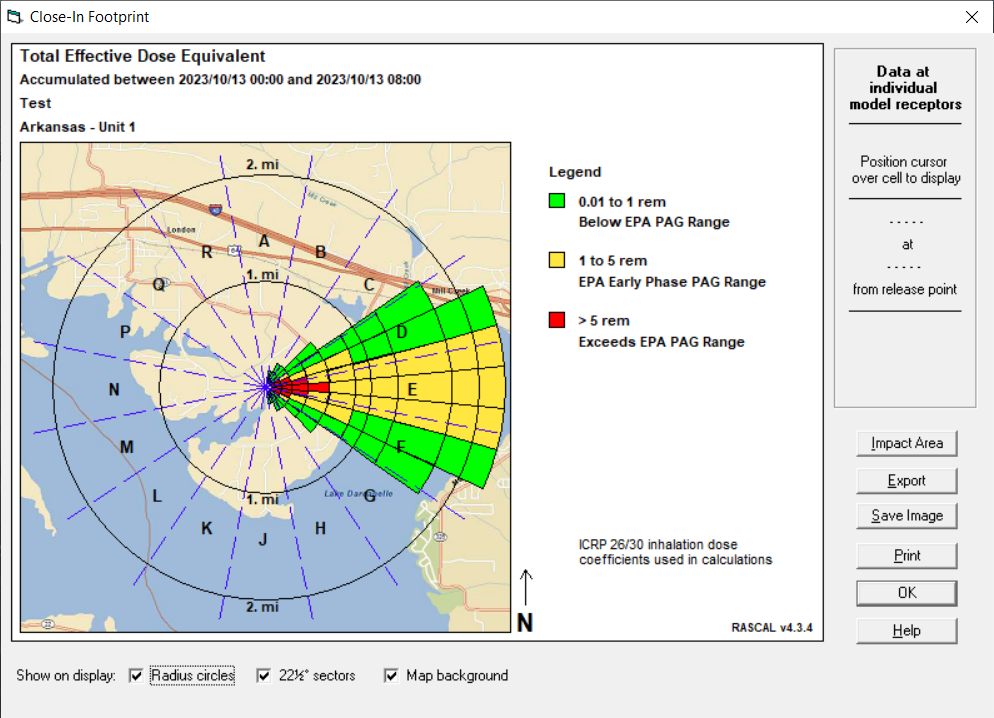 Close-In Footprint
Total Effective Dose Equivalent
Accumulated between 2023/10/13 00:00 and 2023/10/13 08:00
Test
Arkansas - Unit 1
2. mi
Mill Creek
40
London
64
A
R
B
1. mi
C
Q
Mill Creek
P
D
N
E
M
F
L
1. mi
Lake Dardanelle
G
K
H
J
2. mi
22
Legend
0.01 to 1 rem
Below EPA PAG Range
1 to 5 rem
EPA Early Phase PAG Range
> 5 rem
Exceeds EPA PAG Range
ICRP 26/30 inhalation dose
coefficients used in calculations
N
RASCAL v4.3.4
Data at
individual
model receptors
Position cursor
over cell to display
- - - - -
at
- - - - -
from release point
Impact Area
Export
Save Image
Print
OK
Help
Show on display:
Radius circles
22½° sectors
Map background